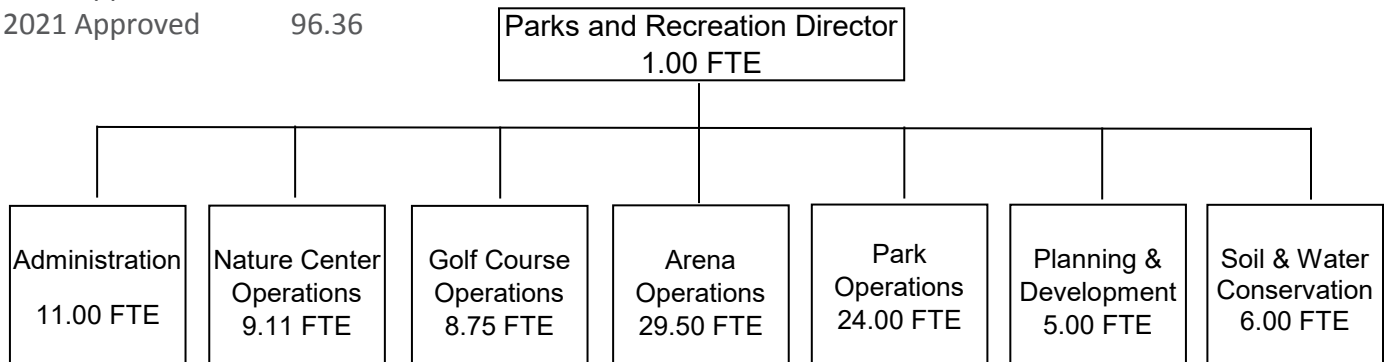 2021 Approved 96.36
Parks and Recreation Director
1.00 FTE
Administration
11.00 FTE
Nature Center
Operations
9.11 FTE
Golf Course
Operations
8.75 FTE
Arena
Operations
29.50 FTE
Park
Operations
24.00 FTE
Planning &
Development
5.00 FTE
Soil & Water
Conservation
6.00 FTE